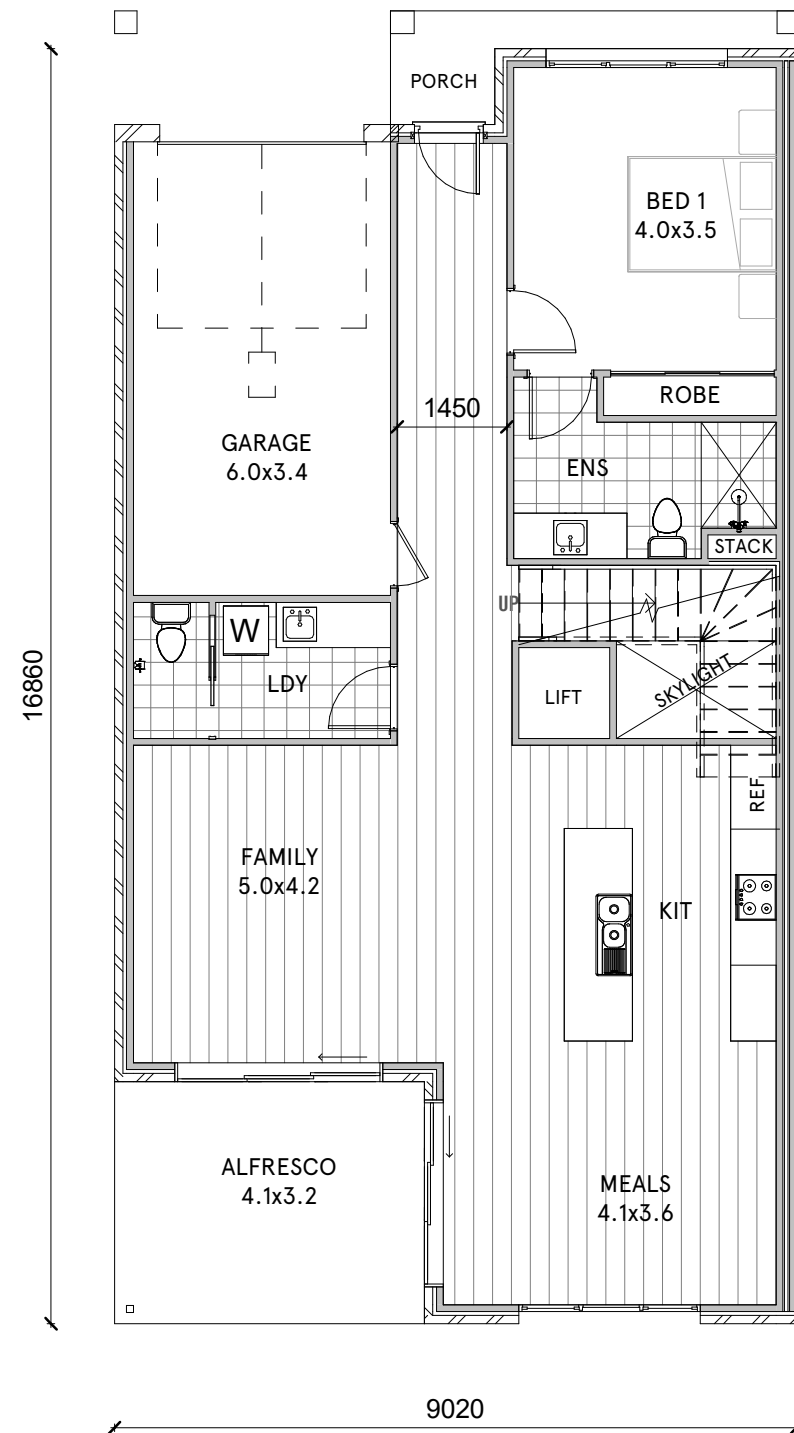 PORCH
BED 1
4.0x3.5
ROBE
1450
GARAGE
6.0x3.4
ENS
STACK
UP
W
LDY
LIFT
SKYLIGHT
16860
REF
FAMILY
5.0x4.2
KIT
ALFRESCO
4.1x3.2
MEALS
4.1x3.6
9020